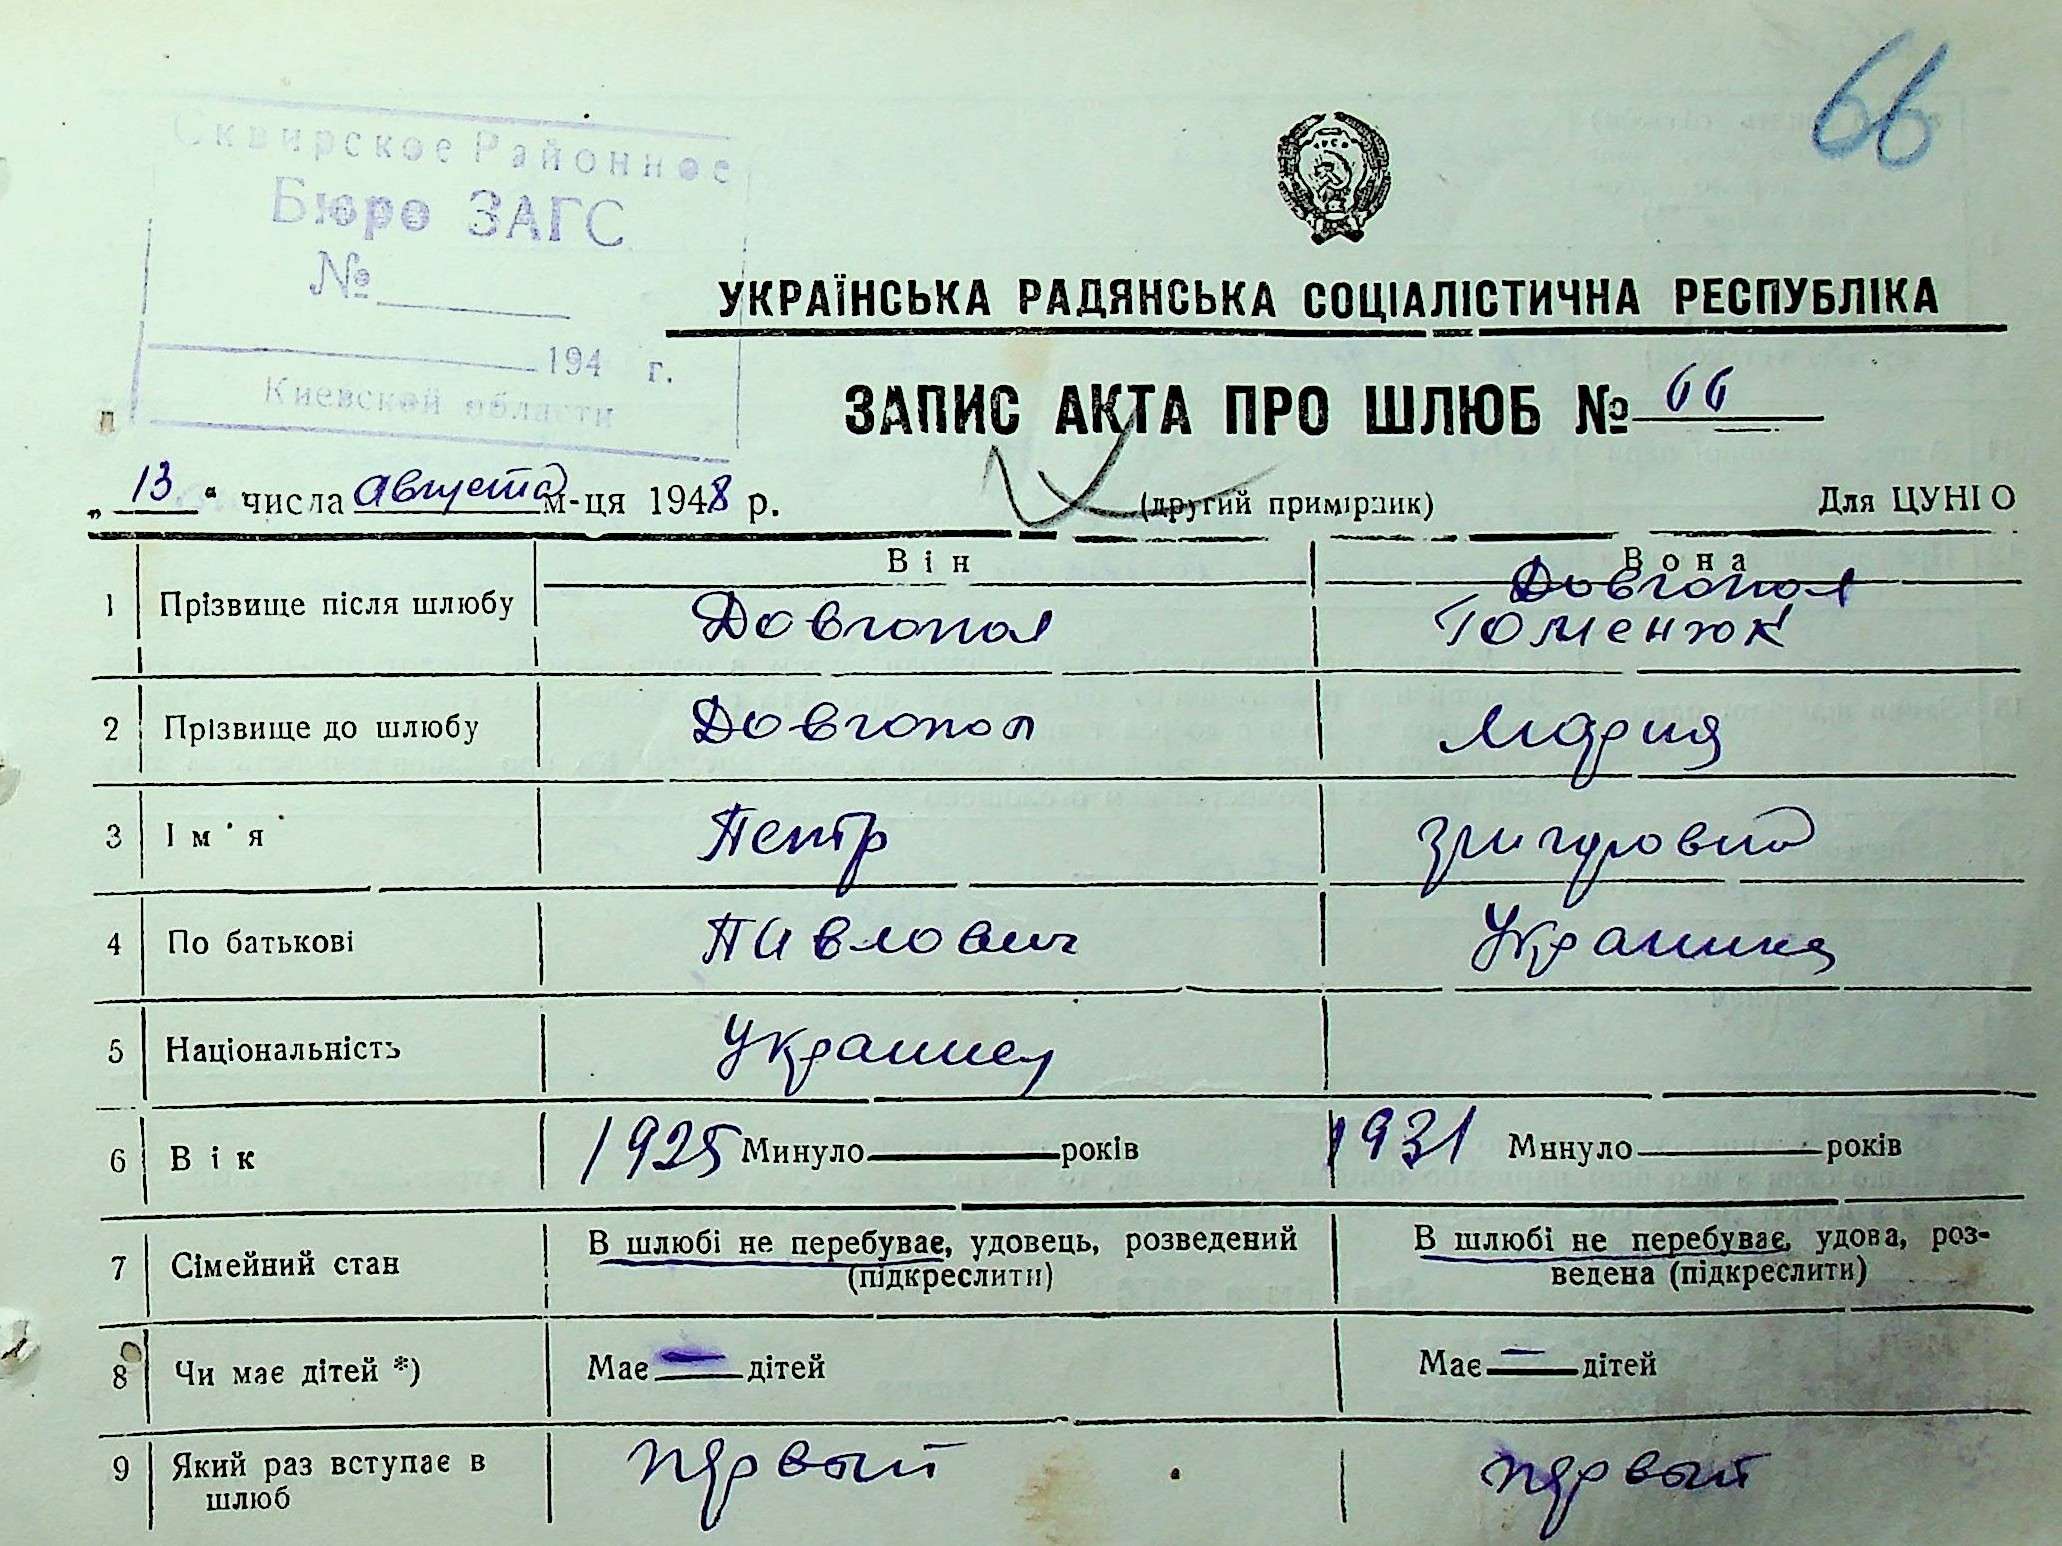 66
Сквирское Районное
Бюро ЗАГС
№
194 г.
Киевской области
УКРАЇНСЬКА РАДЯНСЬКА СОЦІАЛІСТИЧНА РЕСПУБЛІКА
ЗАПИС АКТА ПРО ШЛЮБ № 66
„ 13 " числа августа м-ця 1948 р. (другий примірник) Для ЦУНІО
Він Вона
Довгопол
1 Прізвище після шлюбу Довгопол Гоменюк
2 Прізвище до шлюбу Довгопол Мария
3 Ім'я Петр
4 По батькові Павлович Украинка
5 Національність Украинец
6 Вік 1925 Минуло років 1931 Минуло років
7 Сімейний стан В шлюбі не перебуває, удовець, розведений (підкреслити) В шлюбі не перебуває, удова, роз-
ведена (підкреслити)
8 Чи має дітей *) Має — дітей Має — дітей
9 Який раз вступає в шлюб первый первый